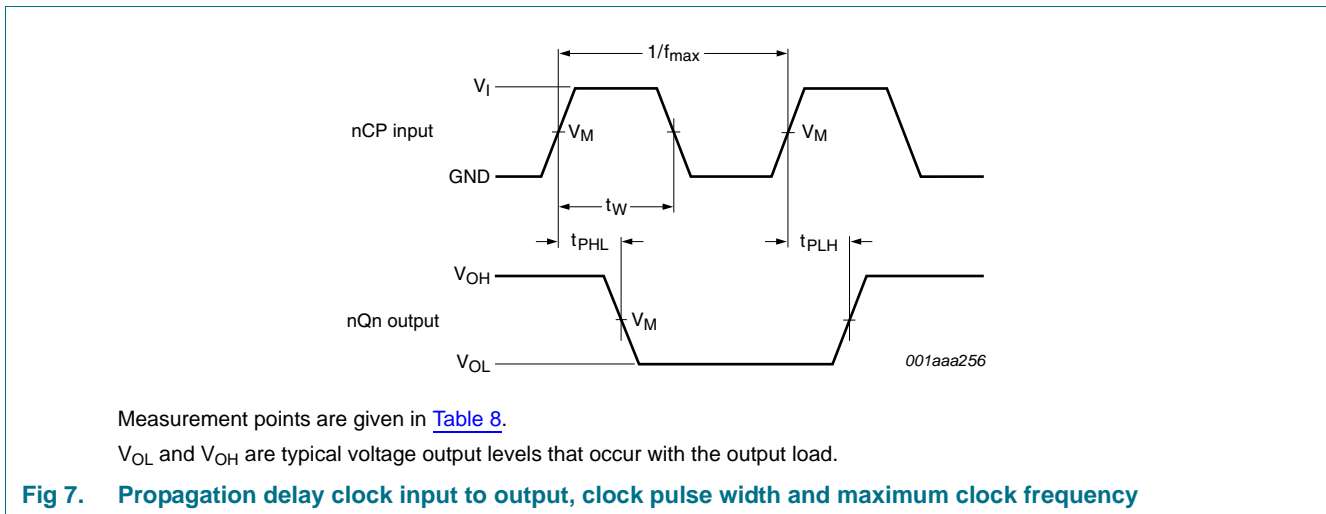 1/fmax
VI
nCP input
VM
VM
GND
tW
tPHL
tPLH
VOH
nQn output
VM
VOL
001aaa256
Measurement points are given in Table 8.
VOL and VOH are typical voltage output levels that occur with the output load.
Fig 7. Propagation delay clock input to output, clock pulse width and maximum clock frequency